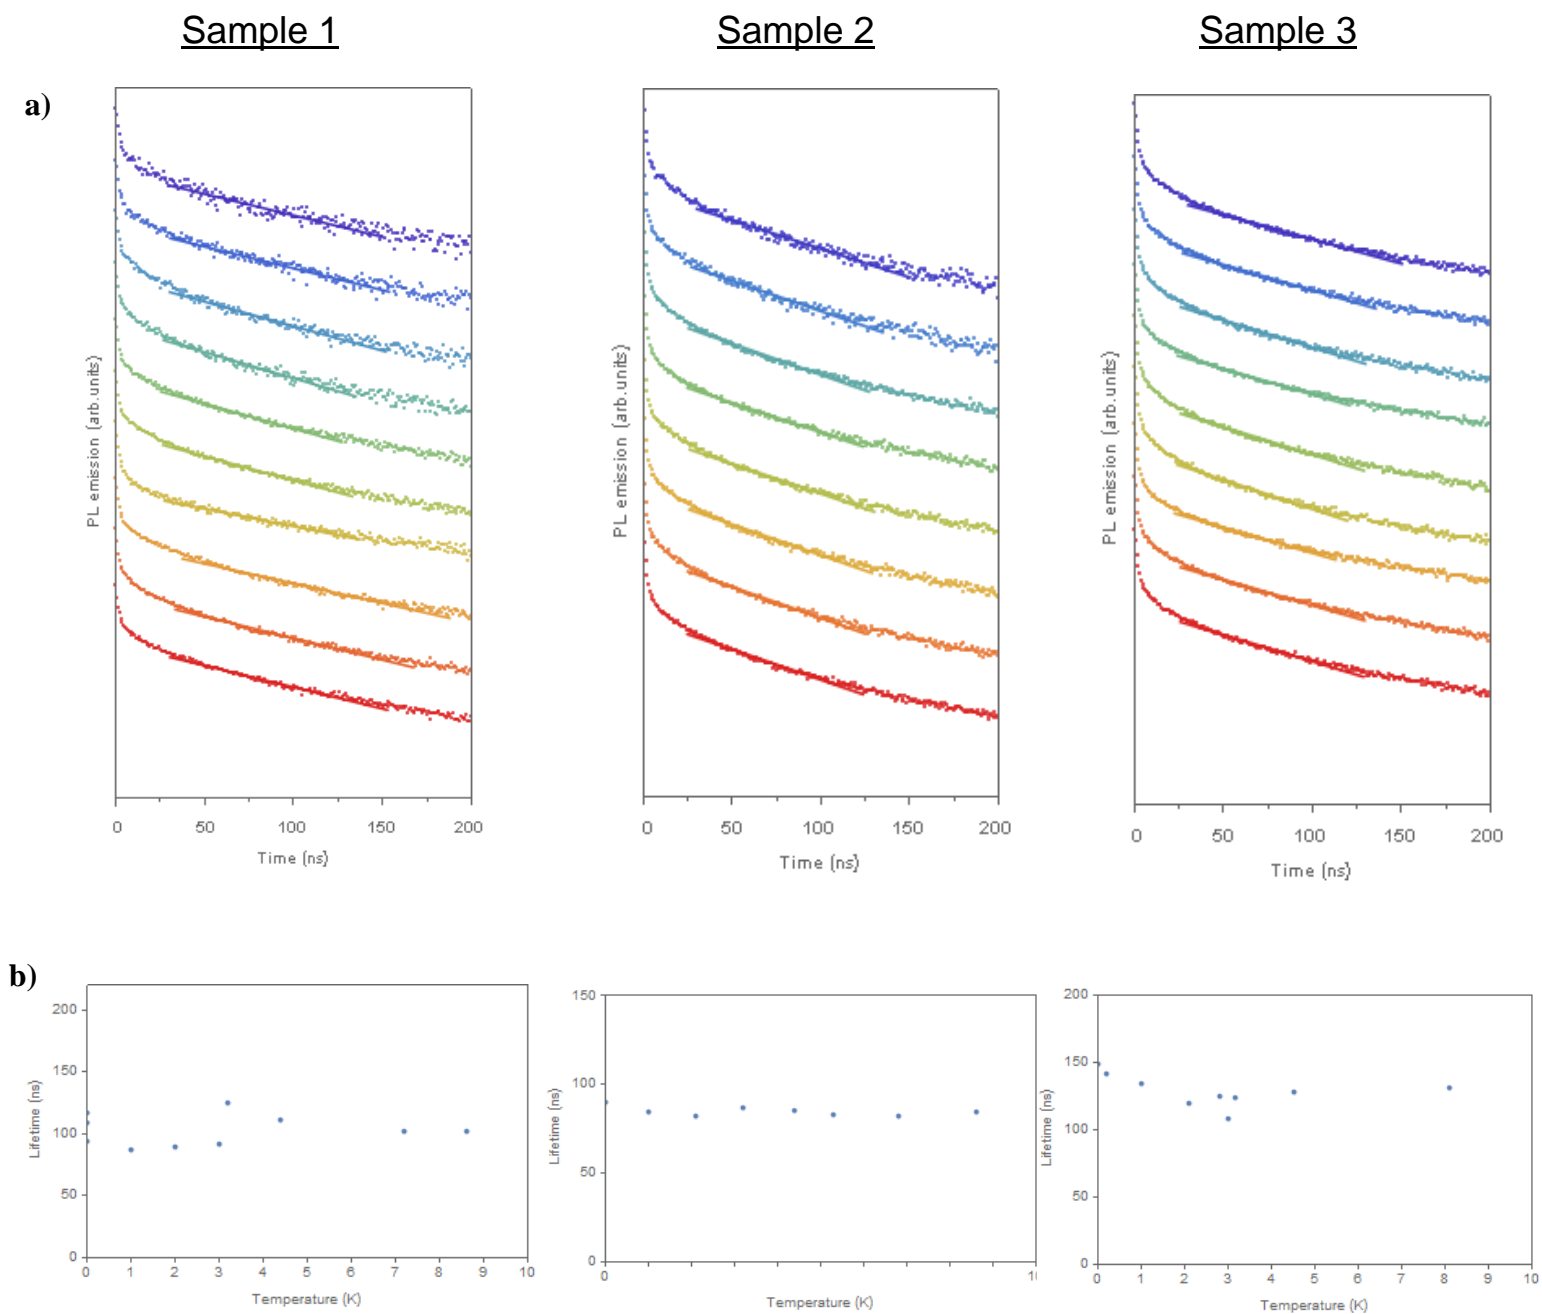 Sample 1
Sample 2
Sample 3
a)
PL emission (arb.units)
0 50 100 150 200
Time (ns)
PL emission (arb.units)
0 50 100 150 200
Time (ns)
PL emission (arb.units)
0 50 100 150 200
Time (ns)
b)
200
150
100
50
0
Lifetime (ns)
0 1 2 3 4 5 6 7 8 9 10
Temperature (K)
150
100
50
0
Lifetime (ns)
0
Temperature (K)
200
150
100
50
0
Lifetime (ns)
0 1 2 3 4 5 6 7 8 9 10
Temperature (K)